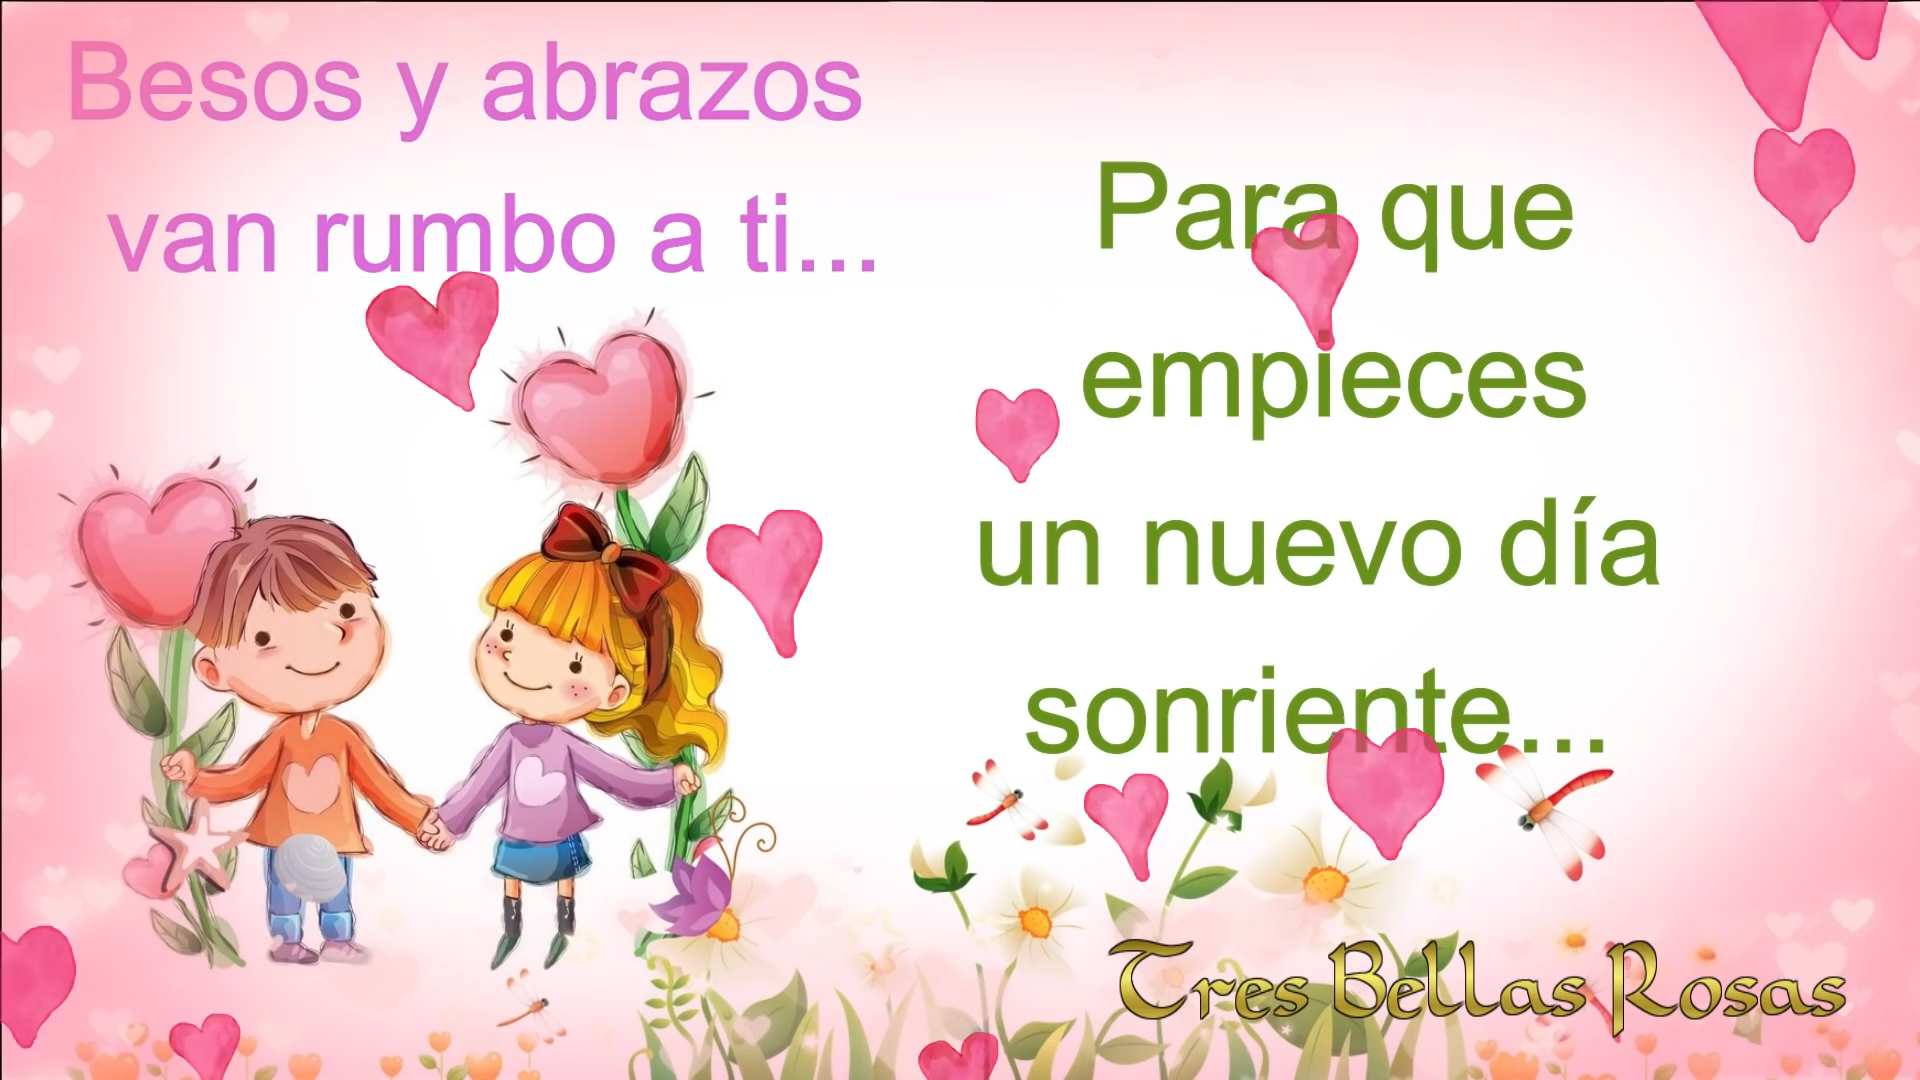 Besos y abrazos
van rumbo a ti...
Para que
empieces
un nuevo día
sonriente...
Tres Bellas Rosas